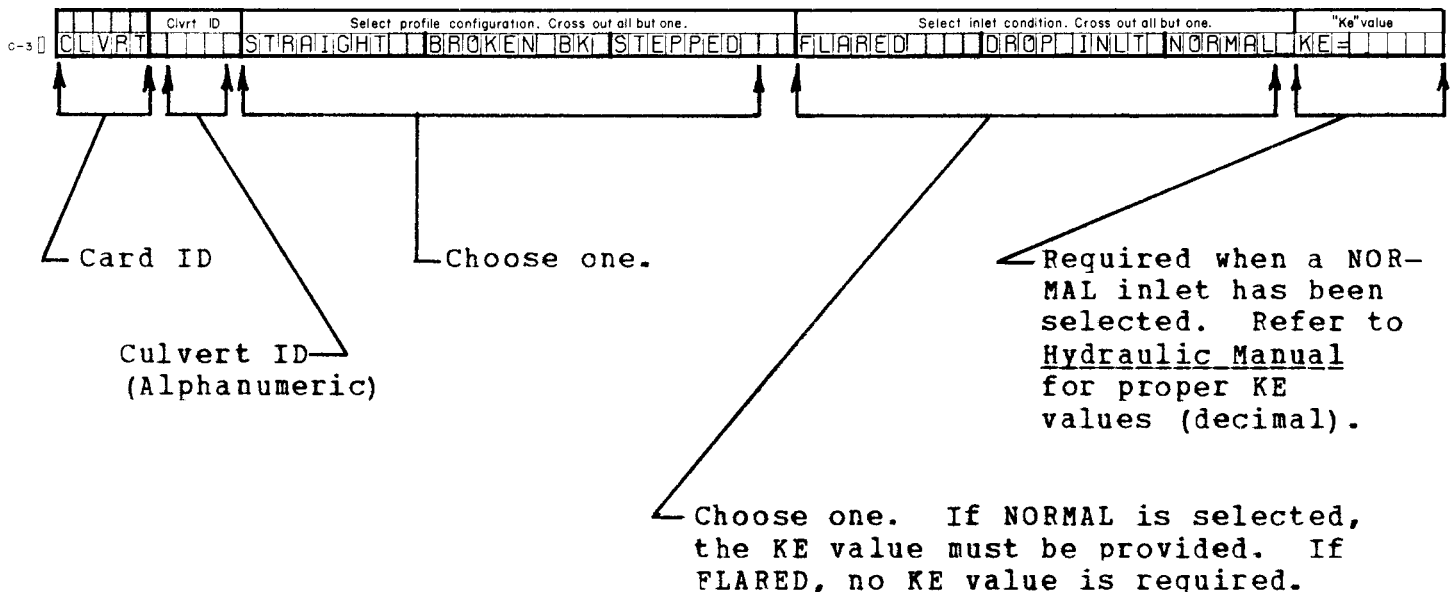 Clvrt ID Select profile configuration. Cross out all but one. Select inlet condition. Cross out all but one. "Ke" value
C-3 CLVRT STRAIGHT BROKEN BK STEPPED FLARED DROP INLT NORMAL KE=
Card ID
Choose one.
Culvert ID
(Alphanumeric)
Required when a NOR-
MAL inlet has been
selected. Refer to
Hydraulic Manual
for proper KE
values (decimal).
Choose one. If NORMAL is selected,
the KE value must be provided. If
FLARED, no KE value is required.